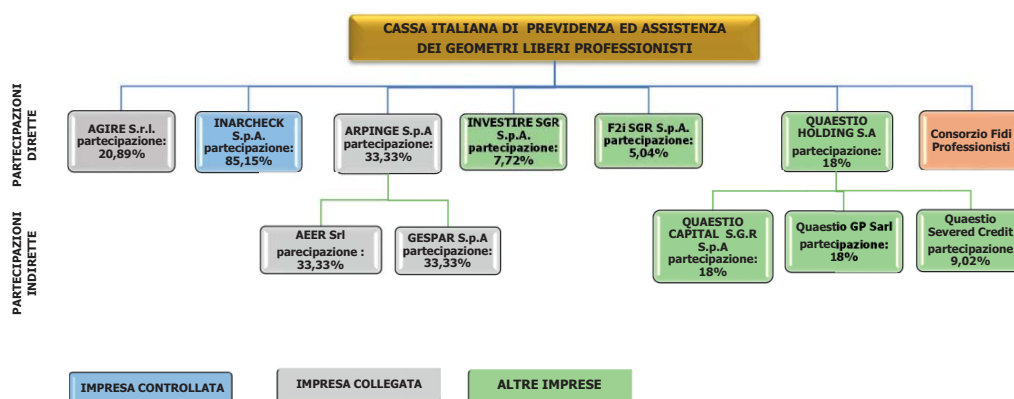 CASSA ITALIANA DI PREVIDENZA ED ASSISTENZA
DEI GEOMETRI LIBERI PROFESSIONISTI
PARTECIPAZIONI
DIRETTE
AGIRE S.r.l.
partecipazione:
20,89%
INARCHECK
S.p.A.
partecipazione:
85,15%
ARPINGE S.p.A
partecipazione:
33,33%
INVESTIRE SGR
S.p.A.
partecipazione:
7,72%
F2i SGR S.p.A.
partecipazione:
5,04%
QUAESTIO
HOLDING S.A
partecipazione:
18%
Consorzio Fidi
Professionisti
PARTECIPAZIONI
INDIRETTE
AEER Srl
parecipazione :
33,33%
GESPAR S.p.A
partecipazione:
33,33%
QUAESTIO
CAPITAL S.G.R
S.p.A
partecipazione:
18%
Quaestio GP Sarl
partecipazione:
18%
Quaestio
Severed Credit
partecipazione:
9,02%
IMPRESA CONTROLLATA
IMPRESA COLLEGATA
ALTRE IMPRESE